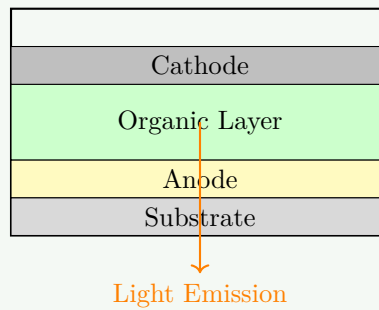 Cathode
Organic Layer
Anode
Substrate
Light Emission